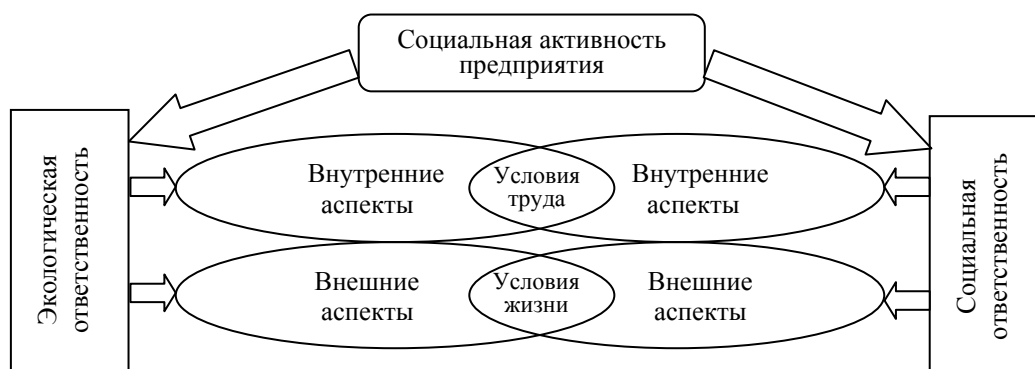 Социальная активность
предприятия
Экологическая
ответственность
Внутренние
аспекты
Условия
труда
Внутренние
аспекты
Внешние
аспекты
Условия
жизни
Внешние
аспекты
Социальная
ответственность